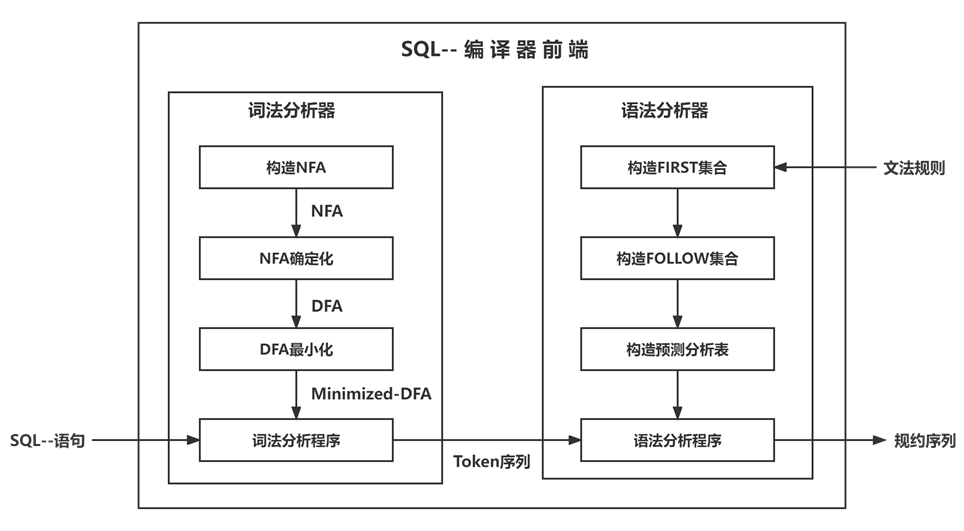 SQL-- 编译器前端
词法分析器
构造NFA
NFA
NFA确定化
DFA
DFA最小化
Minimized-DFA
SQL--语句
词法分析程序
Token序列
语法分析器
构造FIRST集合
文法规则
构造FOLLOW集合
构造预测分析表
语法分析程序
规约序列